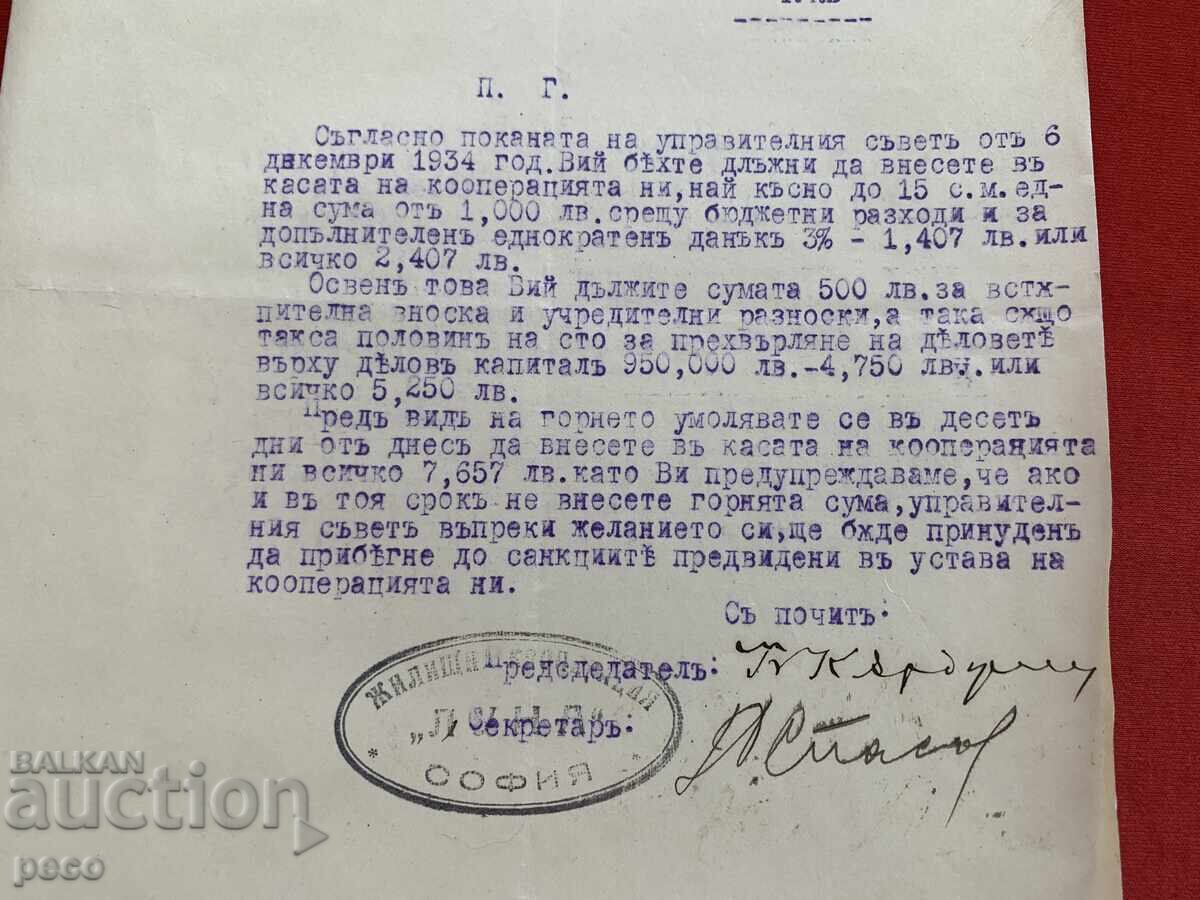 П. Г.
Съгласно поканата на управителния съветъ отъ 6
декември 1934 год.Вий бѣхте длъжни да внесете въ
касата на кооперацията ни,най късно до 15 с.м.ед-
на сума отъ 1,000 лв.срещу бюджетни разходи и за
допълнителенъ еднократенъ данъкъ 3% - 1,407 лв.или
всичко 2,407 лв.
Освенъ това Вий дължите сумата 500 лв.за встѫ-
пителна вноска и учредителни разноски,а така сѫщо
такса половинъ на сто за прехвърляне на дѣловетѣ
върху дѣловъ капиталъ 950,000 лв.-4,750 лв.или
всичко 5,250 лв.
Предъ видъ на горнето умолявате се въ десеть
дни отъ днесъ да внесете въ касата на кооперацията
ни всичко 7,657 лв.като Ви предупреждаваме,че ако
и въ тоя срокъ не внесете горнята сума,управител-
ния съветъ въпреки желанието си,ще бѫде принуденъ
да прибѣгне до санкциитѣ предвидени въ устава на
кооперацията ни.
Съ почить:
Предсдедатель:
Секретаръ:
СОФИЯ
BALKAN
auction
peco